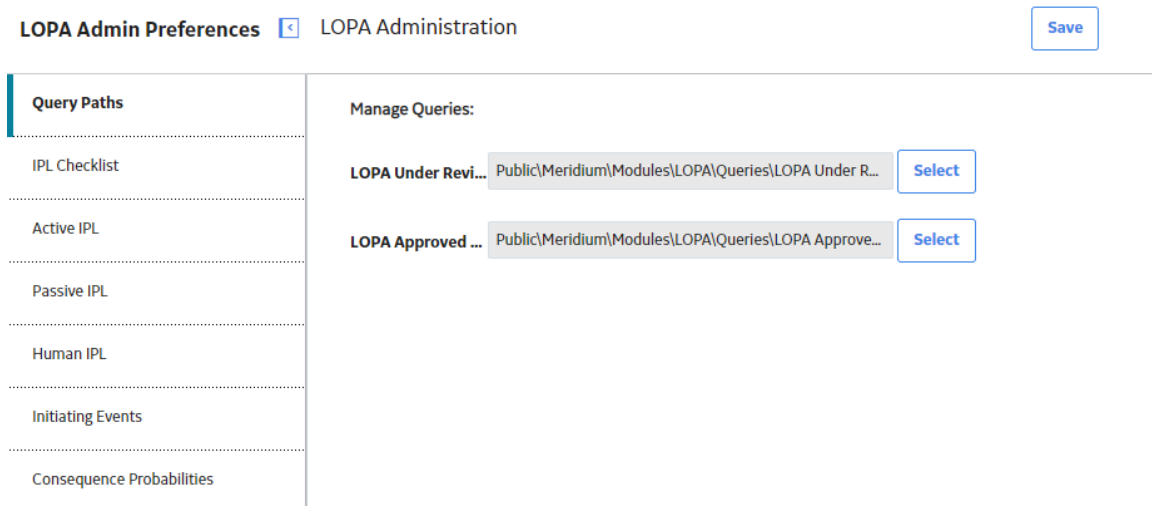 LOPA Admin Preferences
LOPA Administration
Save
Query Paths
IPL Checklist
Active IPL
Passive IPL
Human IPL
Initiating Events
Consequence Probabilities
Manage Queries:
LOPA Under Revi... Public\Meridium\Modules\LOPA\Queries\LOPA Under R... Select
LOPA Approved ... Public\Meridium\Modules\LOPA\Queries\LOPA Approve... Select